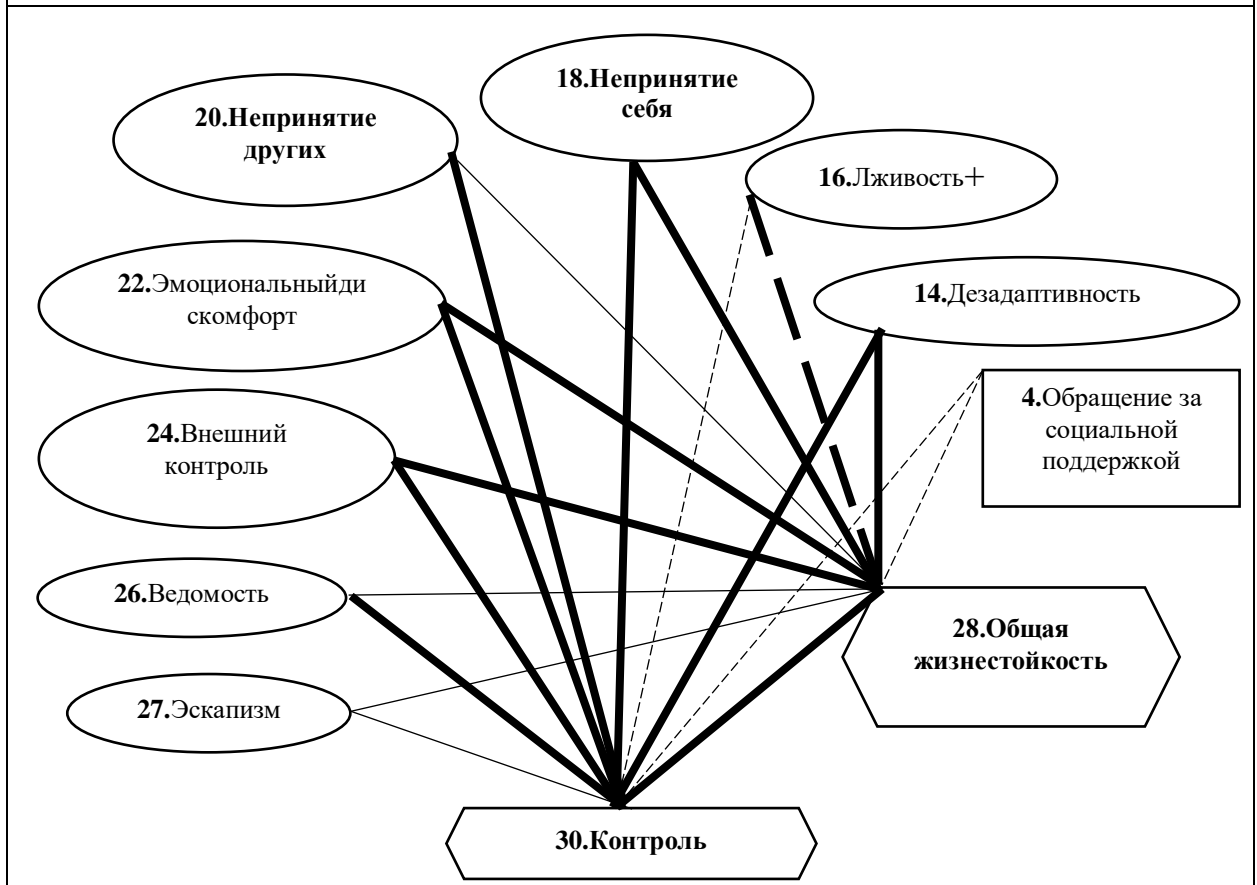 18.Непринятие
себя
20.Непринятие
других
16.Лживость+
22.Эмоциональныйди
скомфорт
14.Дезадаптивность
4.Обращение за
социальной
поддержкой
24.Внешний
контроль
26.Ведомость
28.Общая
жизнестойкость
27.Эскапизм
30.Контроль